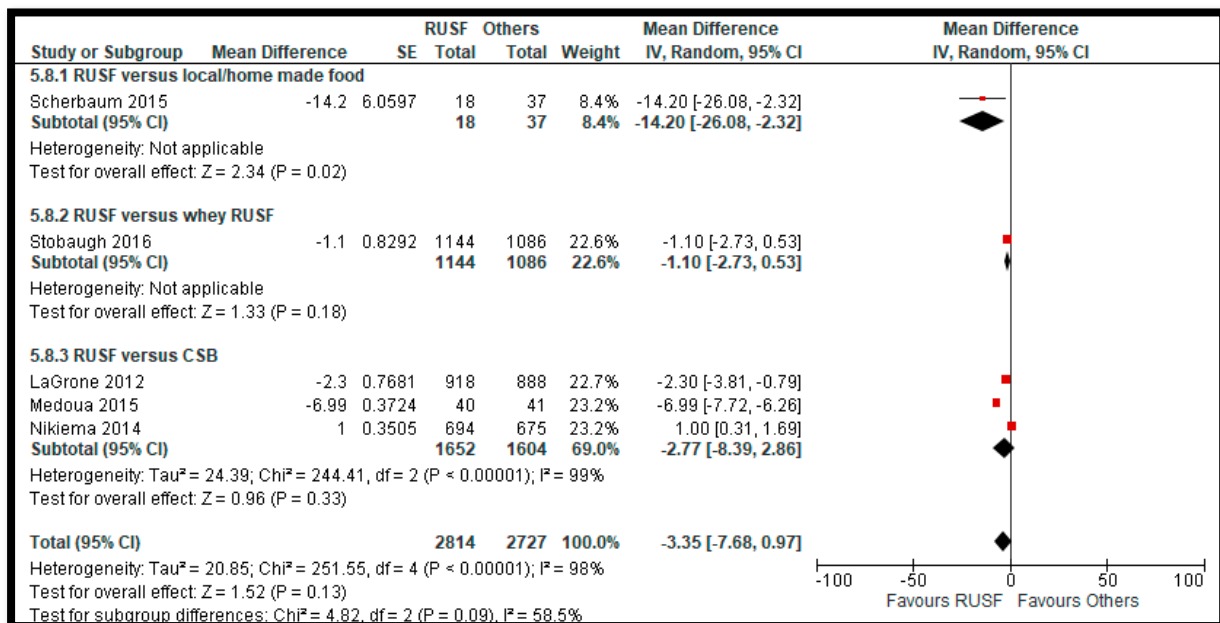 RUSF Others Mean Difference Mean Difference
Study or Subgroup Mean Difference SE Total Total Weight IV, Random, 95% CI IV, Random, 95% CI
5.8.1 RUSF versus local/home made food
Scherbaum 2015 -14.2 6.0597 18 37 8.4% -14.20 [-26.08, -2.32]
Subtotal (95% CI) 18 37 8.4% -14.20 [-26.08, -2.32]
Heterogeneity: Not applicable
Test for overall effect: Z = 2.34 (P = 0.02)
5.8.2 RUSF versus whey RUSF
Stobaugh 2016 -1.1 0.8292 1144 1086 22.6% -1.10 [-2.73, 0.53]
Subtotal (95% CI) 1144 1086 22.6% -1.10 [-2.73, 0.53]
Heterogeneity: Not applicable
Test for overall effect: Z = 1.33 (P = 0.18)
5.8.3 RUSF versus CSB
LaGrone 2012 -2.3 0.7681 918 888 22.7% -2.30 [-3.81, -0.79]
Medoua 2015 -6.99 0.3724 40 41 23.2% -6.99 [-7.72, -6.26]
Nikiema 2014 1 0.3505 694 675 23.2% 1.00 [0.31, 1.69]
Subtotal (95% CI) 1652 1604 69.0% -2.77 [-8.39, 2.86]
Heterogeneity: Tau² = 24.39; Chi² = 244.41, df = 2 (P < 0.00001); I² = 99%
Test for overall effect: Z = 0.96 (P = 0.33)
Total (95% CI) 2814 2727 100.0% -3.35 [-7.68, 0.97]
Heterogeneity: Tau² = 20.85; Chi² = 251.55, df = 4 (P < 0.00001); I² = 98%
Test for overall effect: Z = 1.52 (P = 0.13)
Test for subgroup differences: Chi² = 4.82, df = 2 (P = 0.09), I² = 58.5%
-100 -50 0 50 100
Favours RUSF Favours Others